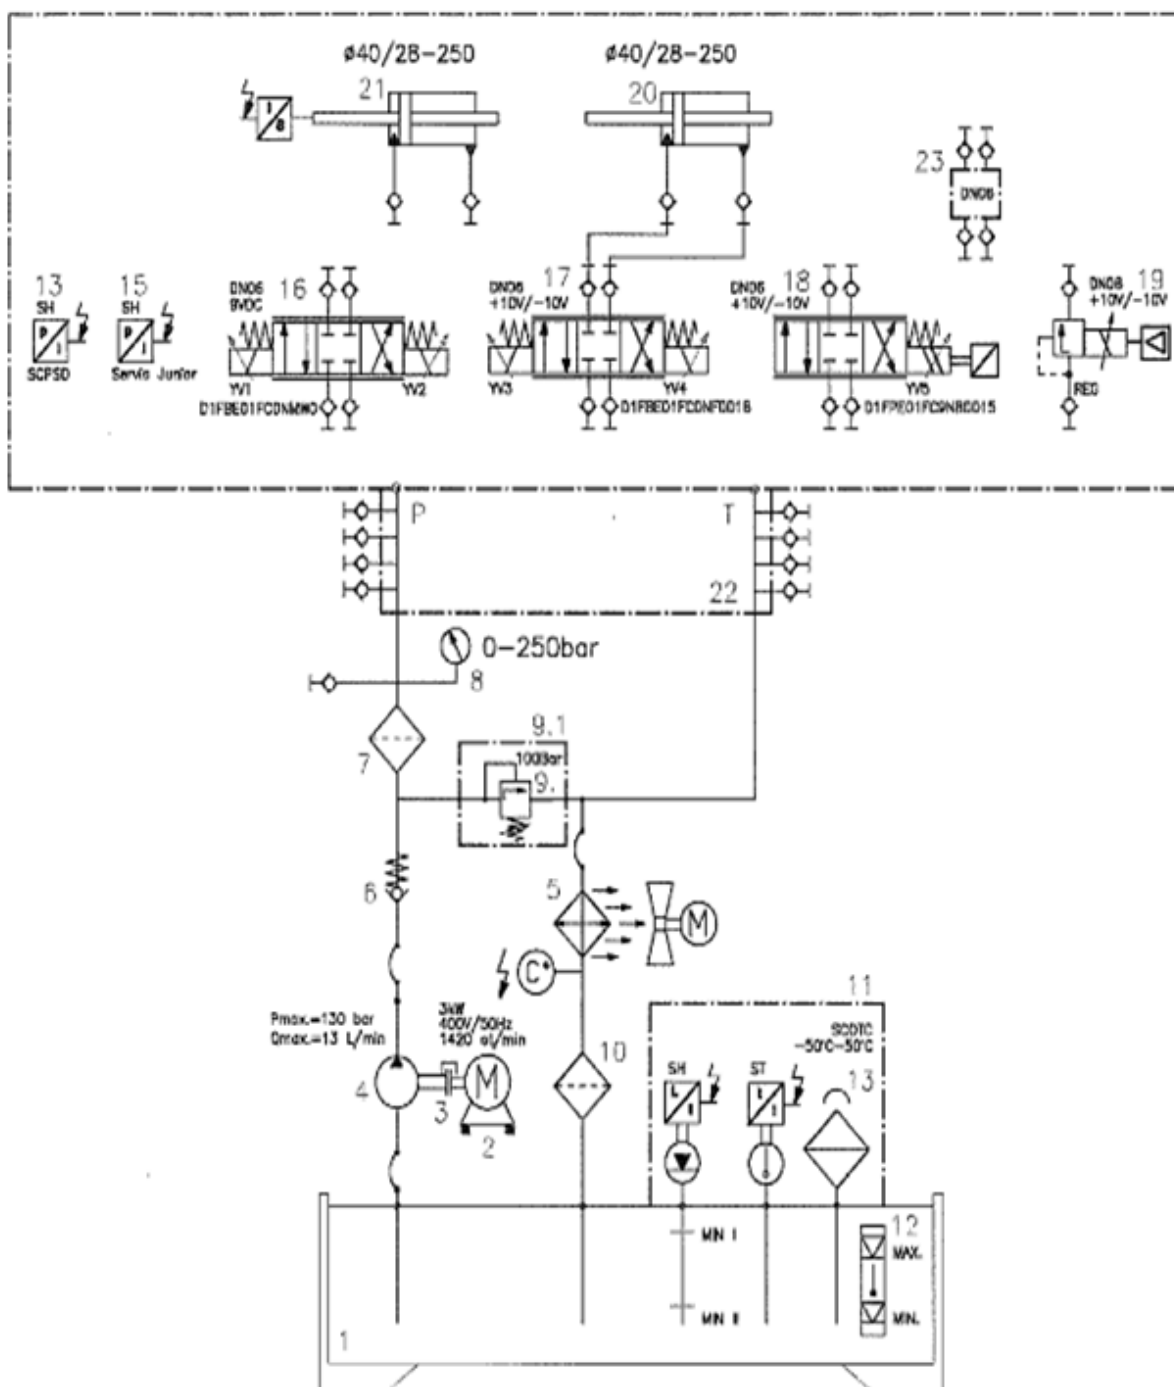 ø40/28-250
ø40/28-250
21
20
23
DN06
13
SH
P
I
SCPSD
15
SH
P
I
Servis Junior
DN06
9VDC
16
YV1
YV2
DN06
+10V/-10V
17
YV3
YV4
DN06
+10V/-10V
18
YV5
DN06
19
+10V/-10V
REG
P
T
22
0-250bar
8
7
9.1
100Bar
9.
6
5
M
C°
Pmax.=130 bar
Qmax.=13 L/min
3kW
400V/50Hz
1420 ot/min
4
3
M
2
10
11
SCOTC
-50°C-50°C
SH
L
ST
t
I
13
MIN I
MIN II
12
MAX.
MIN.
1